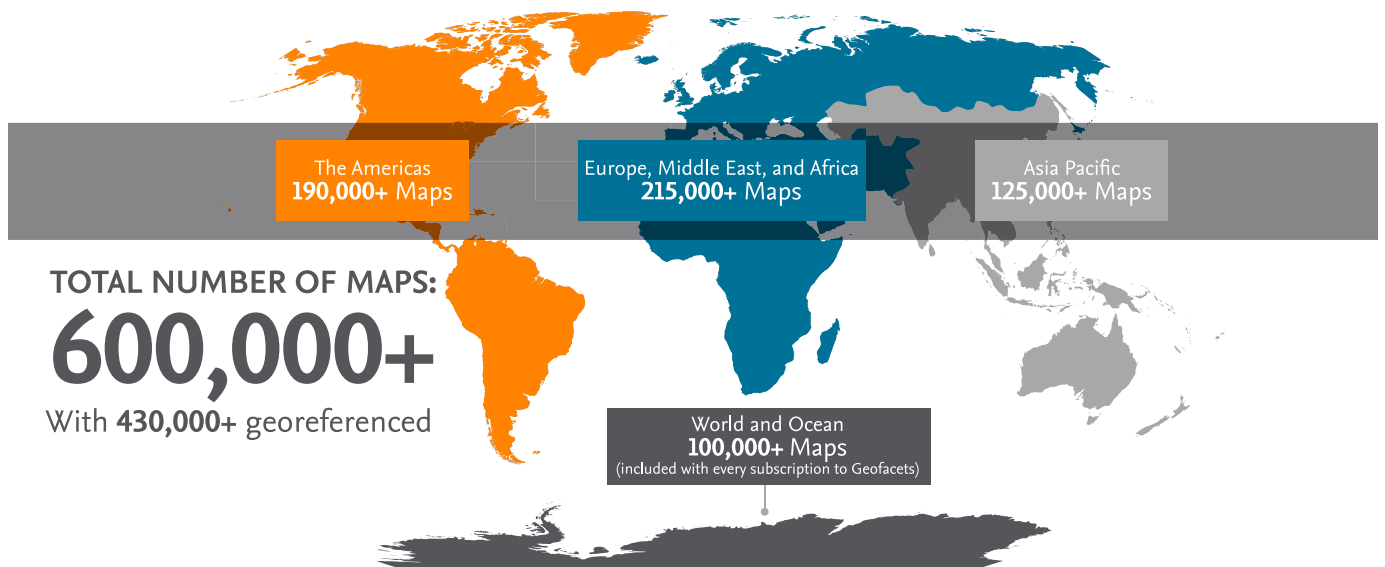 The Americas
190,000+ Maps
Europe, Middle East, and Africa
215,000+ Maps
Asia Pacific
125,000+ Maps
TOTAL NUMBER OF MAPS:
600,000+
With 430,000+ georeferenced
World and Ocean
100,000+ Maps
(included with every subscription to Geofacets)